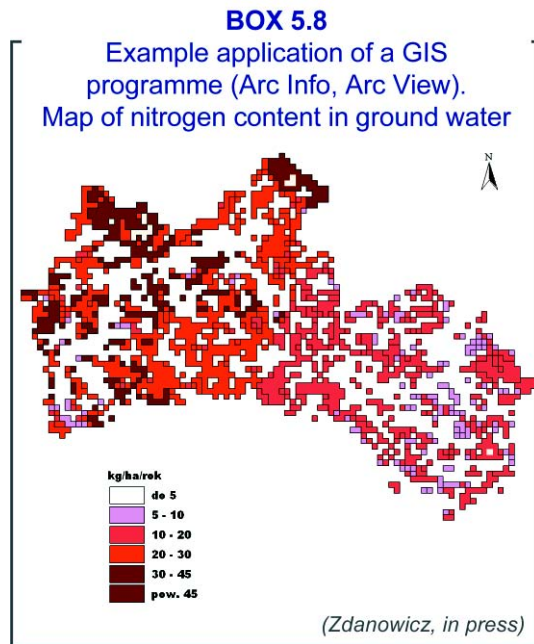 BOX 5.8
Example application of a GIS
programme (Arc Info, Arc View).
Map of nitrogen content in ground water
N
kg/ha/rok
do 5
5 - 10
10 - 20
20 - 30
30 - 45
pow. 45
(Zdanowicz, in press)